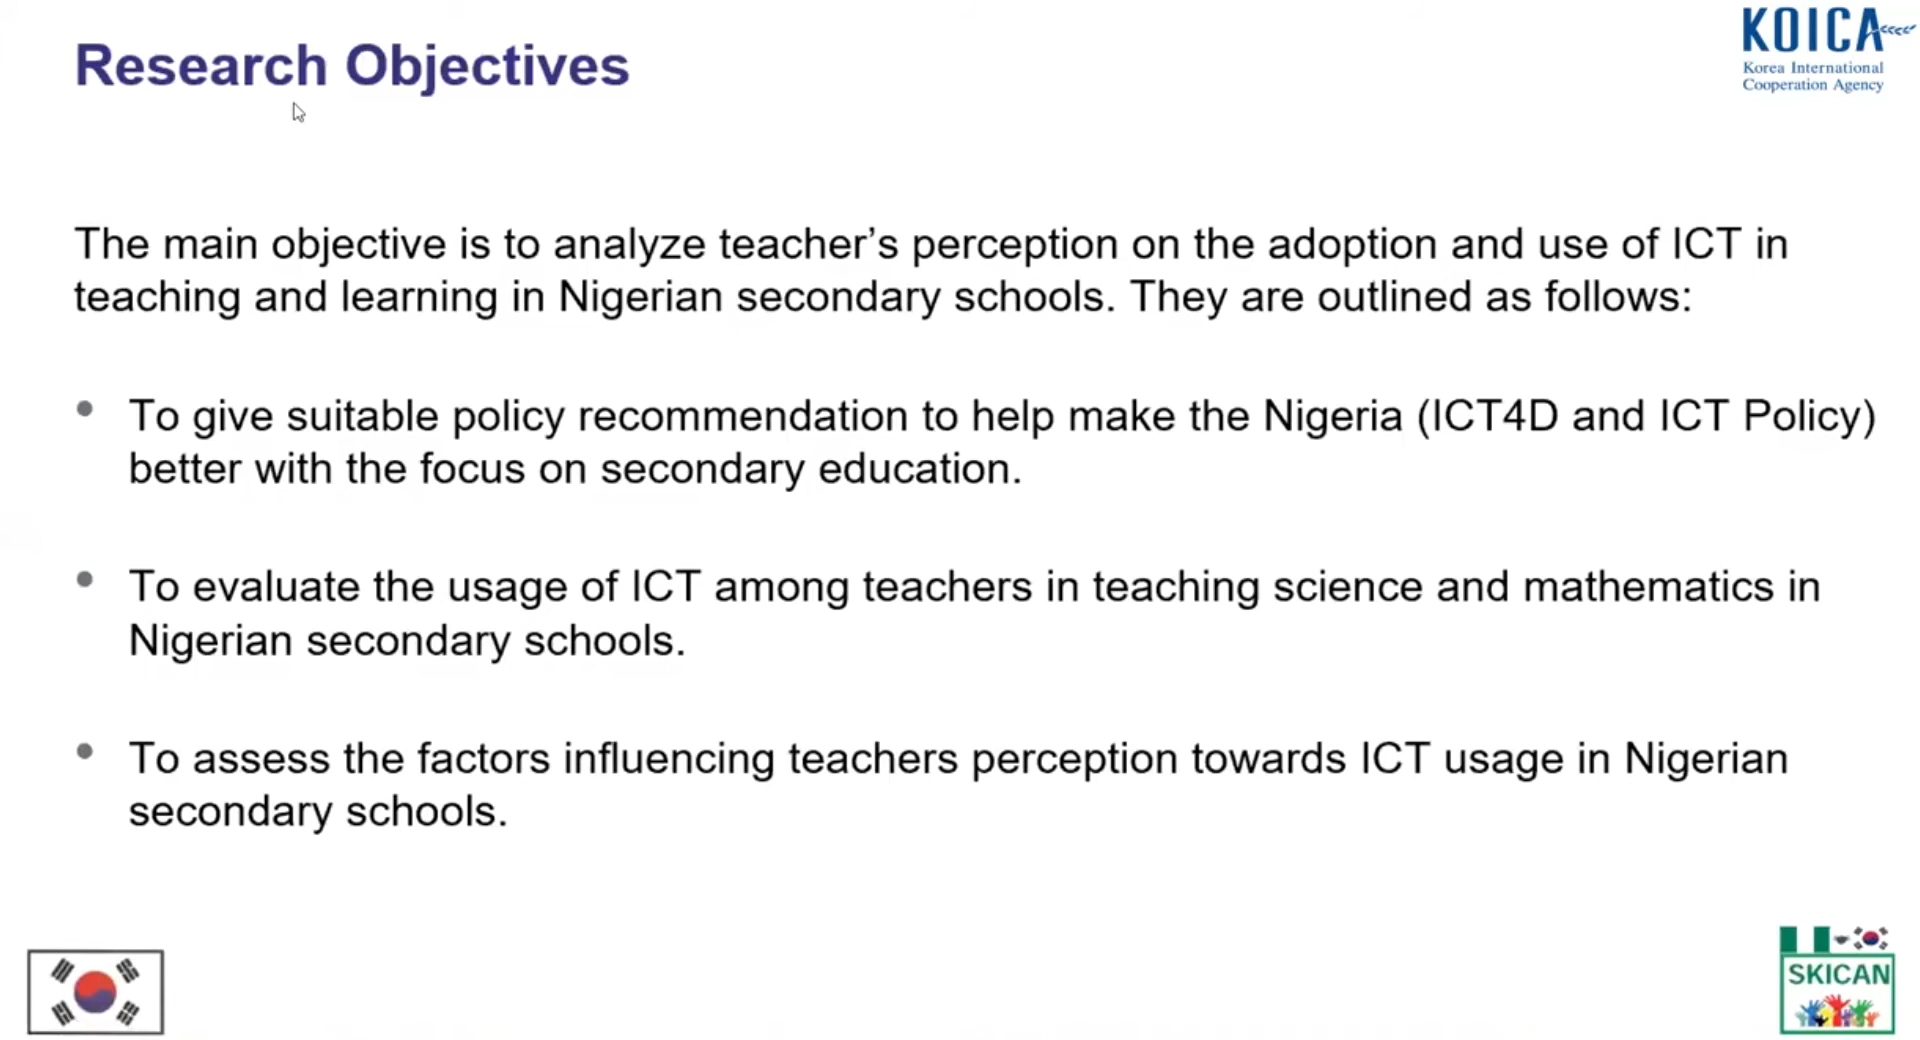 Research Objectives
KOICA
Korea International
Cooperation Agency
The main objective is to analyze teacher’s perception on the adoption and use of ICT in
teaching and learning in Nigerian secondary schools. They are outlined as follows:
• To give suitable policy recommendation to help make the Nigeria (ICT4D and ICT Policy)
better with the focus on secondary education.
• To evaluate the usage of ICT among teachers in teaching science and mathematics in
Nigerian secondary schools.
• To assess the factors influencing teachers perception towards ICT usage in Nigerian
secondary schools.
SKICAN